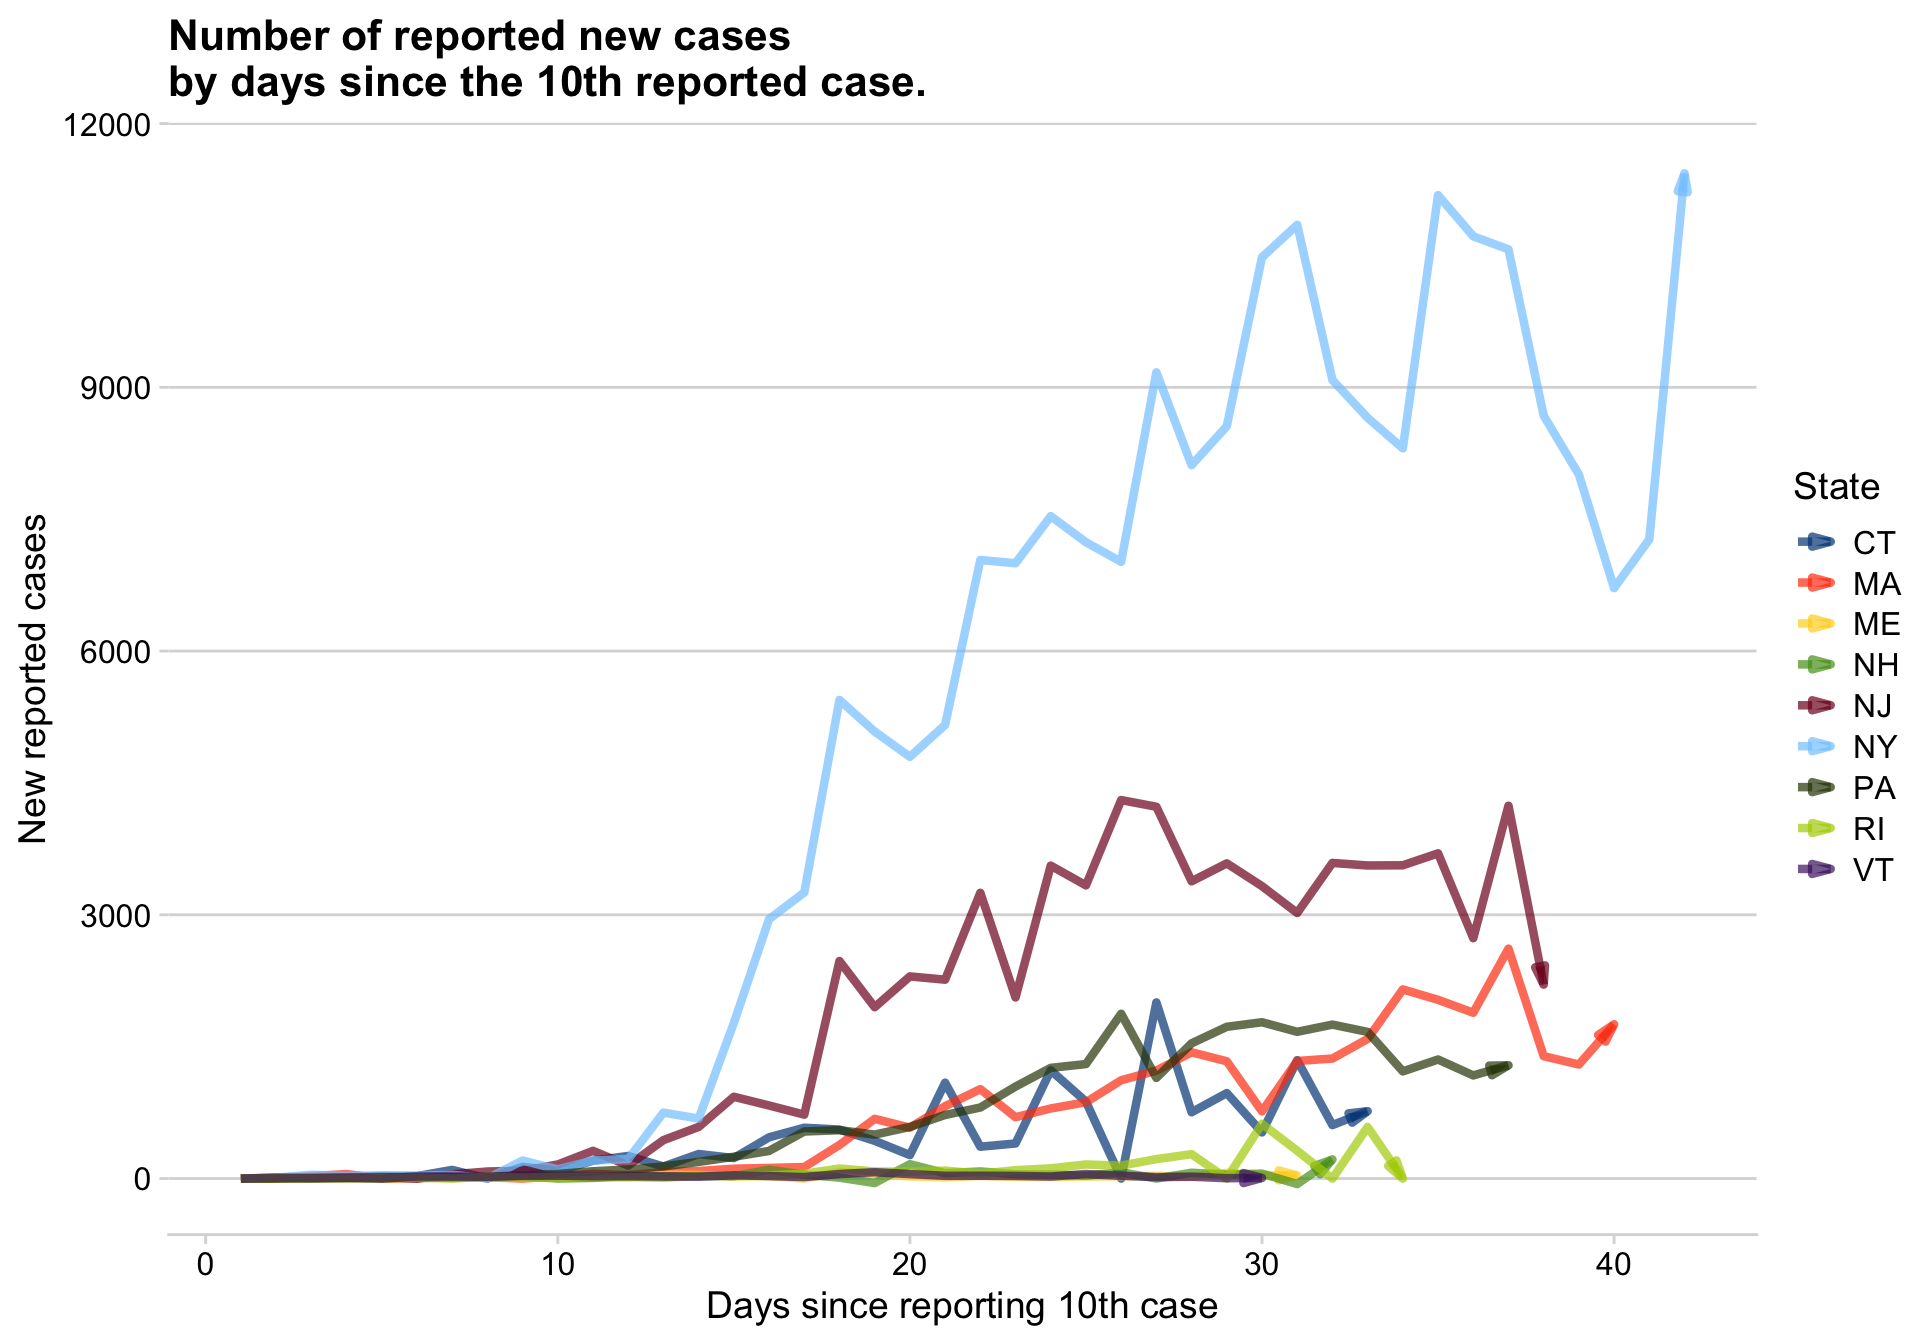 Number of reported new cases
by days since the 10th reported case.
12000
9000
6000
3000
0
New reported cases
0 10 20 30 40
Days since reporting 10th case
State
CT
MA
ME
NH
NJ
NY
PA
RI
VT